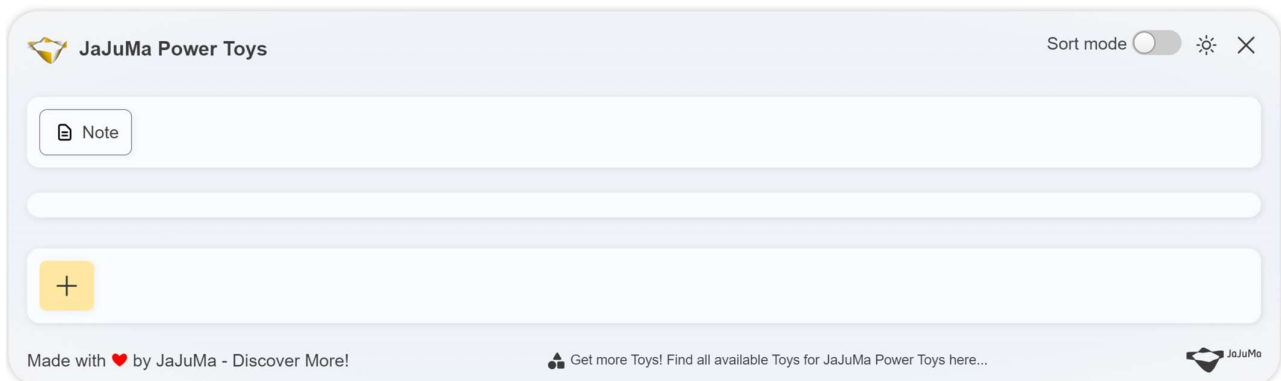 JaJuMa Power Toys
Sort mode
Note
Made with ❤ by JaJuMa - Discover More!
Get more Toys! Find all available Toys for JaJuMa Power Toys here...
JaJuMa